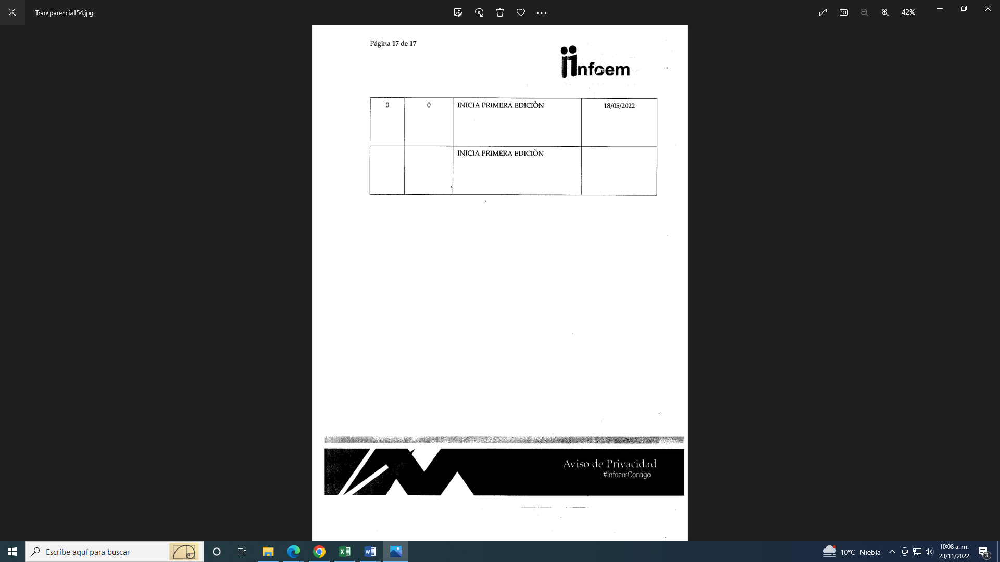 Transparencia154.jpg
42%
Página 17 de 17
infoem
0 0 INICIA PRIMERA EDICIÒN 18/05/2022
INICIA PRIMERA EDICIÒN
Aviso de Privacidad
#InfoemContigo
Escribe aquí para buscar
10°C Niebla
10:08 a. m.
23/11/2022
3